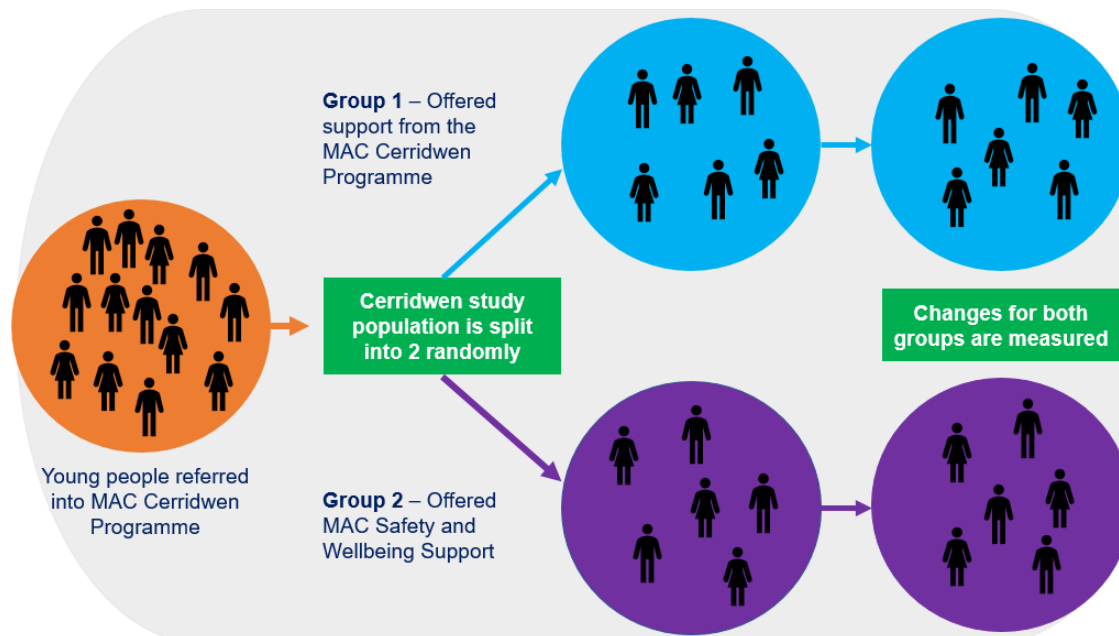 Group 1 – Offered
support from the
MAC Cerridwen
Programme
Young people referred
into MAC Cerridwen
Programme
Cerridwen study
population is split
into 2 randomly
Group 2 – Offered
MAC Safety and
Wellbeing Support
Changes for both
groups are measured